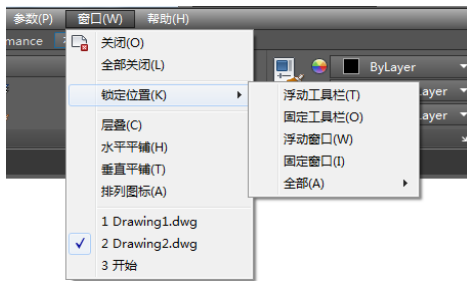 参数(P) 窗口(W) 帮助(H)
mance
关闭(O)
全部关闭(L)
ByLayer
锁定位置(K)
浮动工具栏(T)
ayer
固定工具栏(O)
ayer
层叠(C)
浮动窗口(W)
水平平铺(H)
固定窗口(I)
垂直平铺(T)
全部(A)
排列图标(A)
1 Drawing1.dwg
2 Drawing2.dwg
3 开始